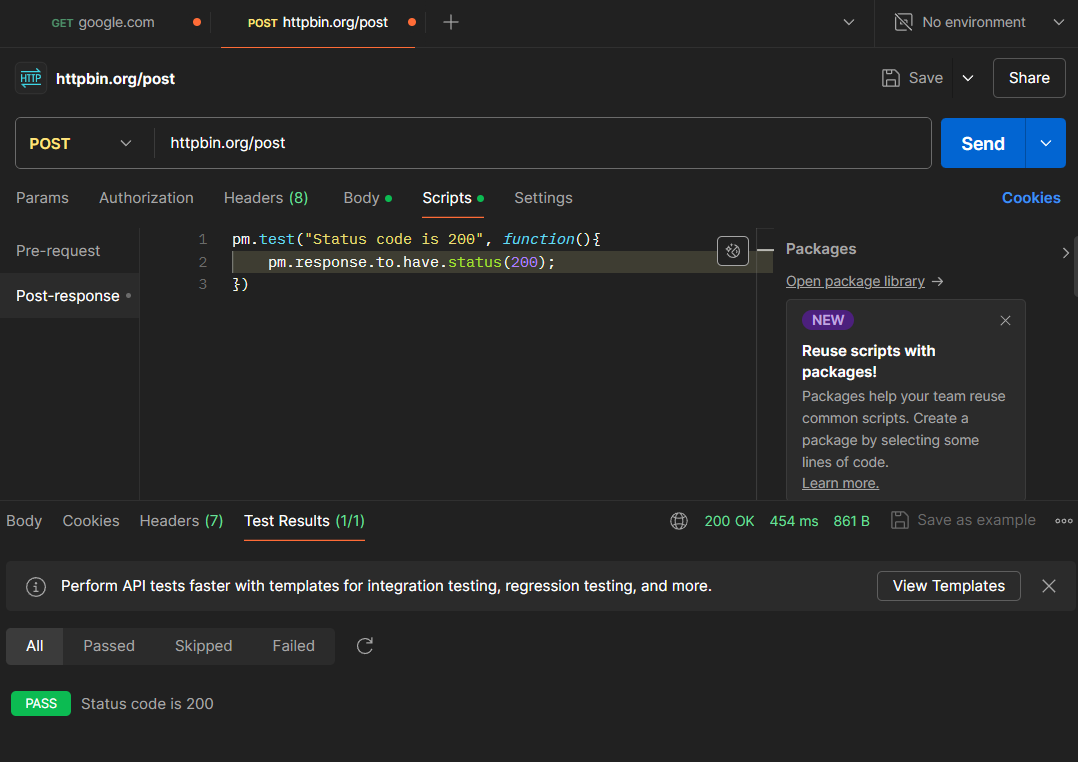 GET google.com POST httpbin.org/post No environment
HTTP httpbin.org/post Save Share
POST httpbin.org/post Send
Params Authorization Headers (8) Body Scripts Settings Cookies
Pre-request
Post-response
1 pm.test("Status code is 200", function(){
2 pm.response.to.have.status(200);
3 })
Packages
Open package library →
NEW
Reuse scripts with
packages!
Packages help your team reuse
common scripts. Create a
package by selecting some
lines of code.
Learn more.
Body Cookies Headers (7) Test Results (1/1) 200 OK 454 ms 861 B Save as example
Perform API tests faster with templates for integration testing, regression testing, and more. View Templates
All Passed Skipped Failed
PASS Status code is 200